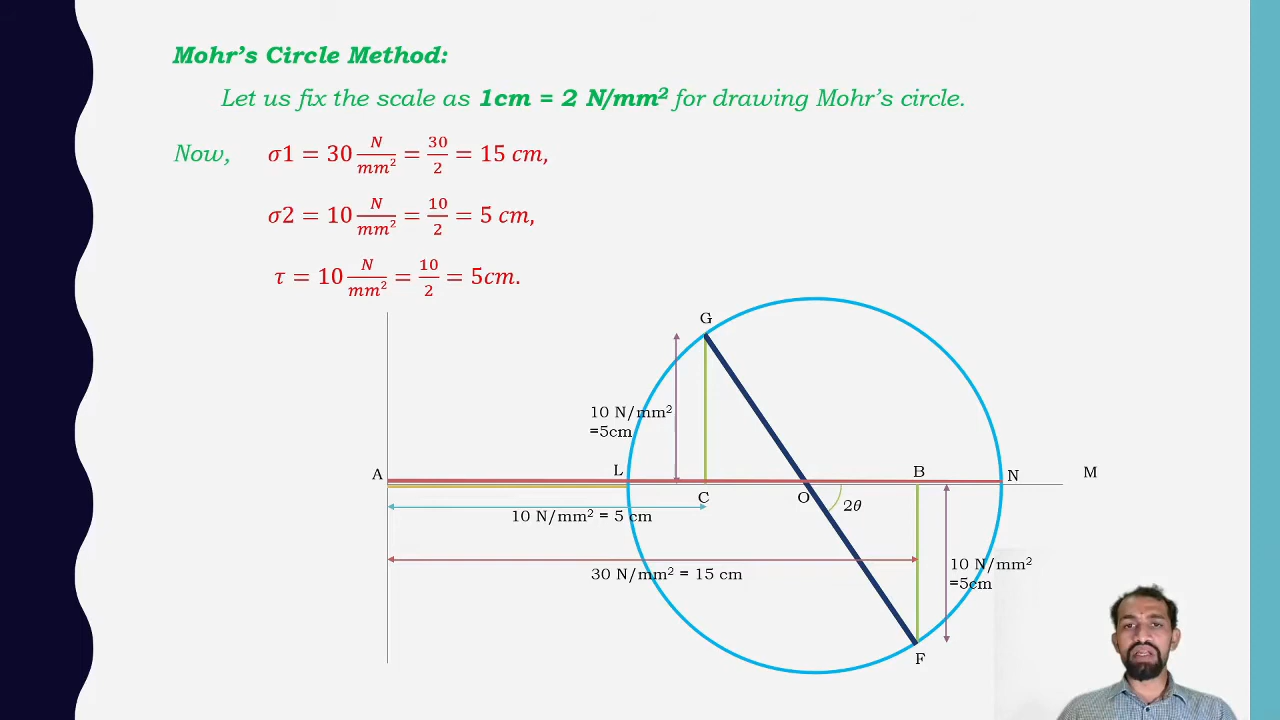 Mohr's Circle Method:
Let us fix the scale as 1cm = 2 N/mm² for drawing Mohr's circle.
Now, σ1 = 30 N/mm² = 30/2 = 15 cm,
σ2 = 10 N/mm² = 10/2 = 5 cm,
τ = 10 N/mm² = 10/2 = 5cm.
G
10 N/mm²
=5cm
A L B N M
C O 2θ
10 N/mm² = 5 cm
30 N/mm² = 15 cm
10 N/mm²
=5cm
F